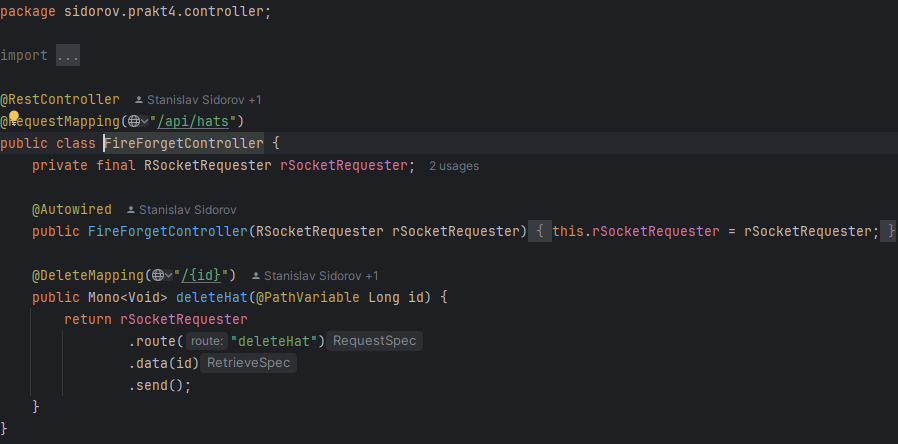 package sidorov.prakt4.controller;
import ...
@RestController Stanislav Sidorov +1
@RequestMapping("/api/hats")
public class FireForgetController {
private final RSocketRequester rSocketRequester; 2 usages
@Autowired Stanislav Sidorov
public FireForgetController(RSocketRequester rSocketRequester) { this.rSocketRequester = rSocketRequester; }
@DeleteMapping("/{id}") Stanislav Sidorov +1
public Mono<Void> deleteHat(@PathVariable Long id) {
return rSocketRequester
.route( route: "deleteHat") RequestSpec
.data(id) RetrieveSpec
.send();
}
}